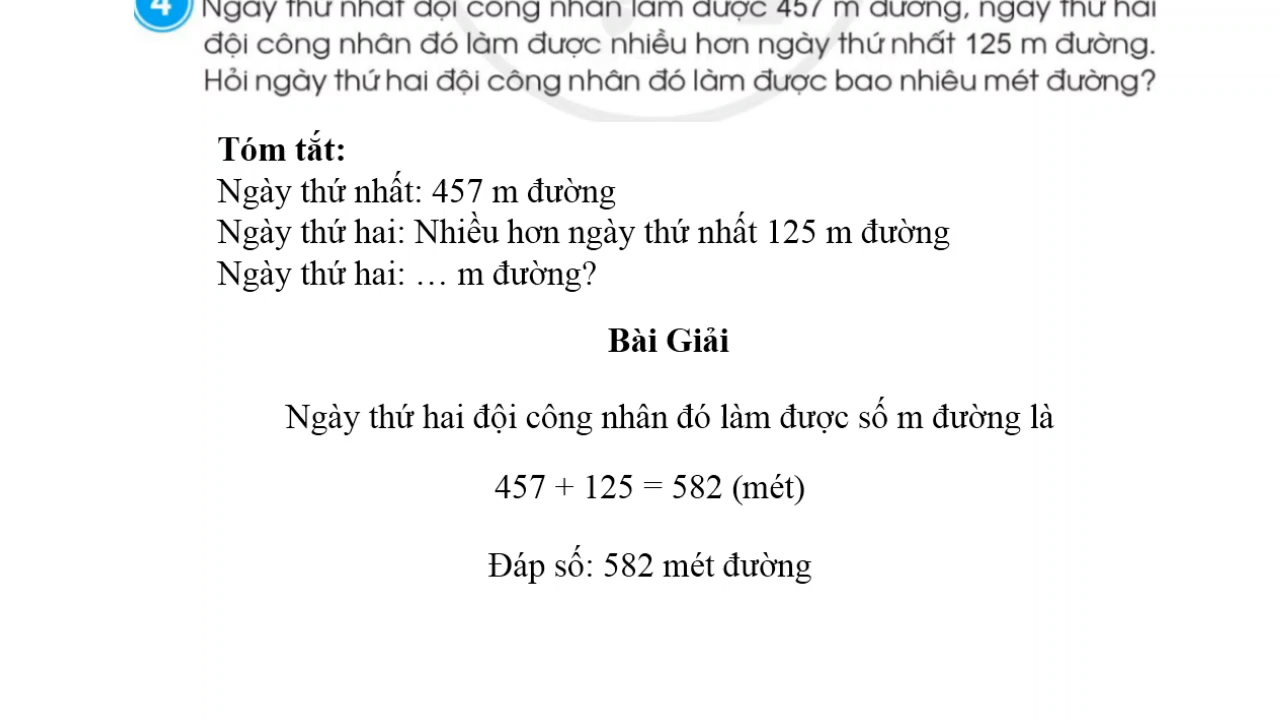 4 Ngày thứ nhất đội công nhân làm được 457 m đường, ngày thứ hai
đội công nhân đó làm được nhiều hơn ngày thứ nhất 125 m đường.
Hỏi ngày thứ hai đội công nhân đó làm được bao nhiêu mét đường?
Tóm tắt:
Ngày thứ nhất: 457 m đường
Ngày thứ hai: Nhiều hơn ngày thứ nhất 125 m đường
Ngày thứ hai: … m đường?
Bài Giải
Ngày thứ hai đội công nhân đó làm được số m đường là
457 + 125 = 582 (mét)
Đáp số: 582 mét đường